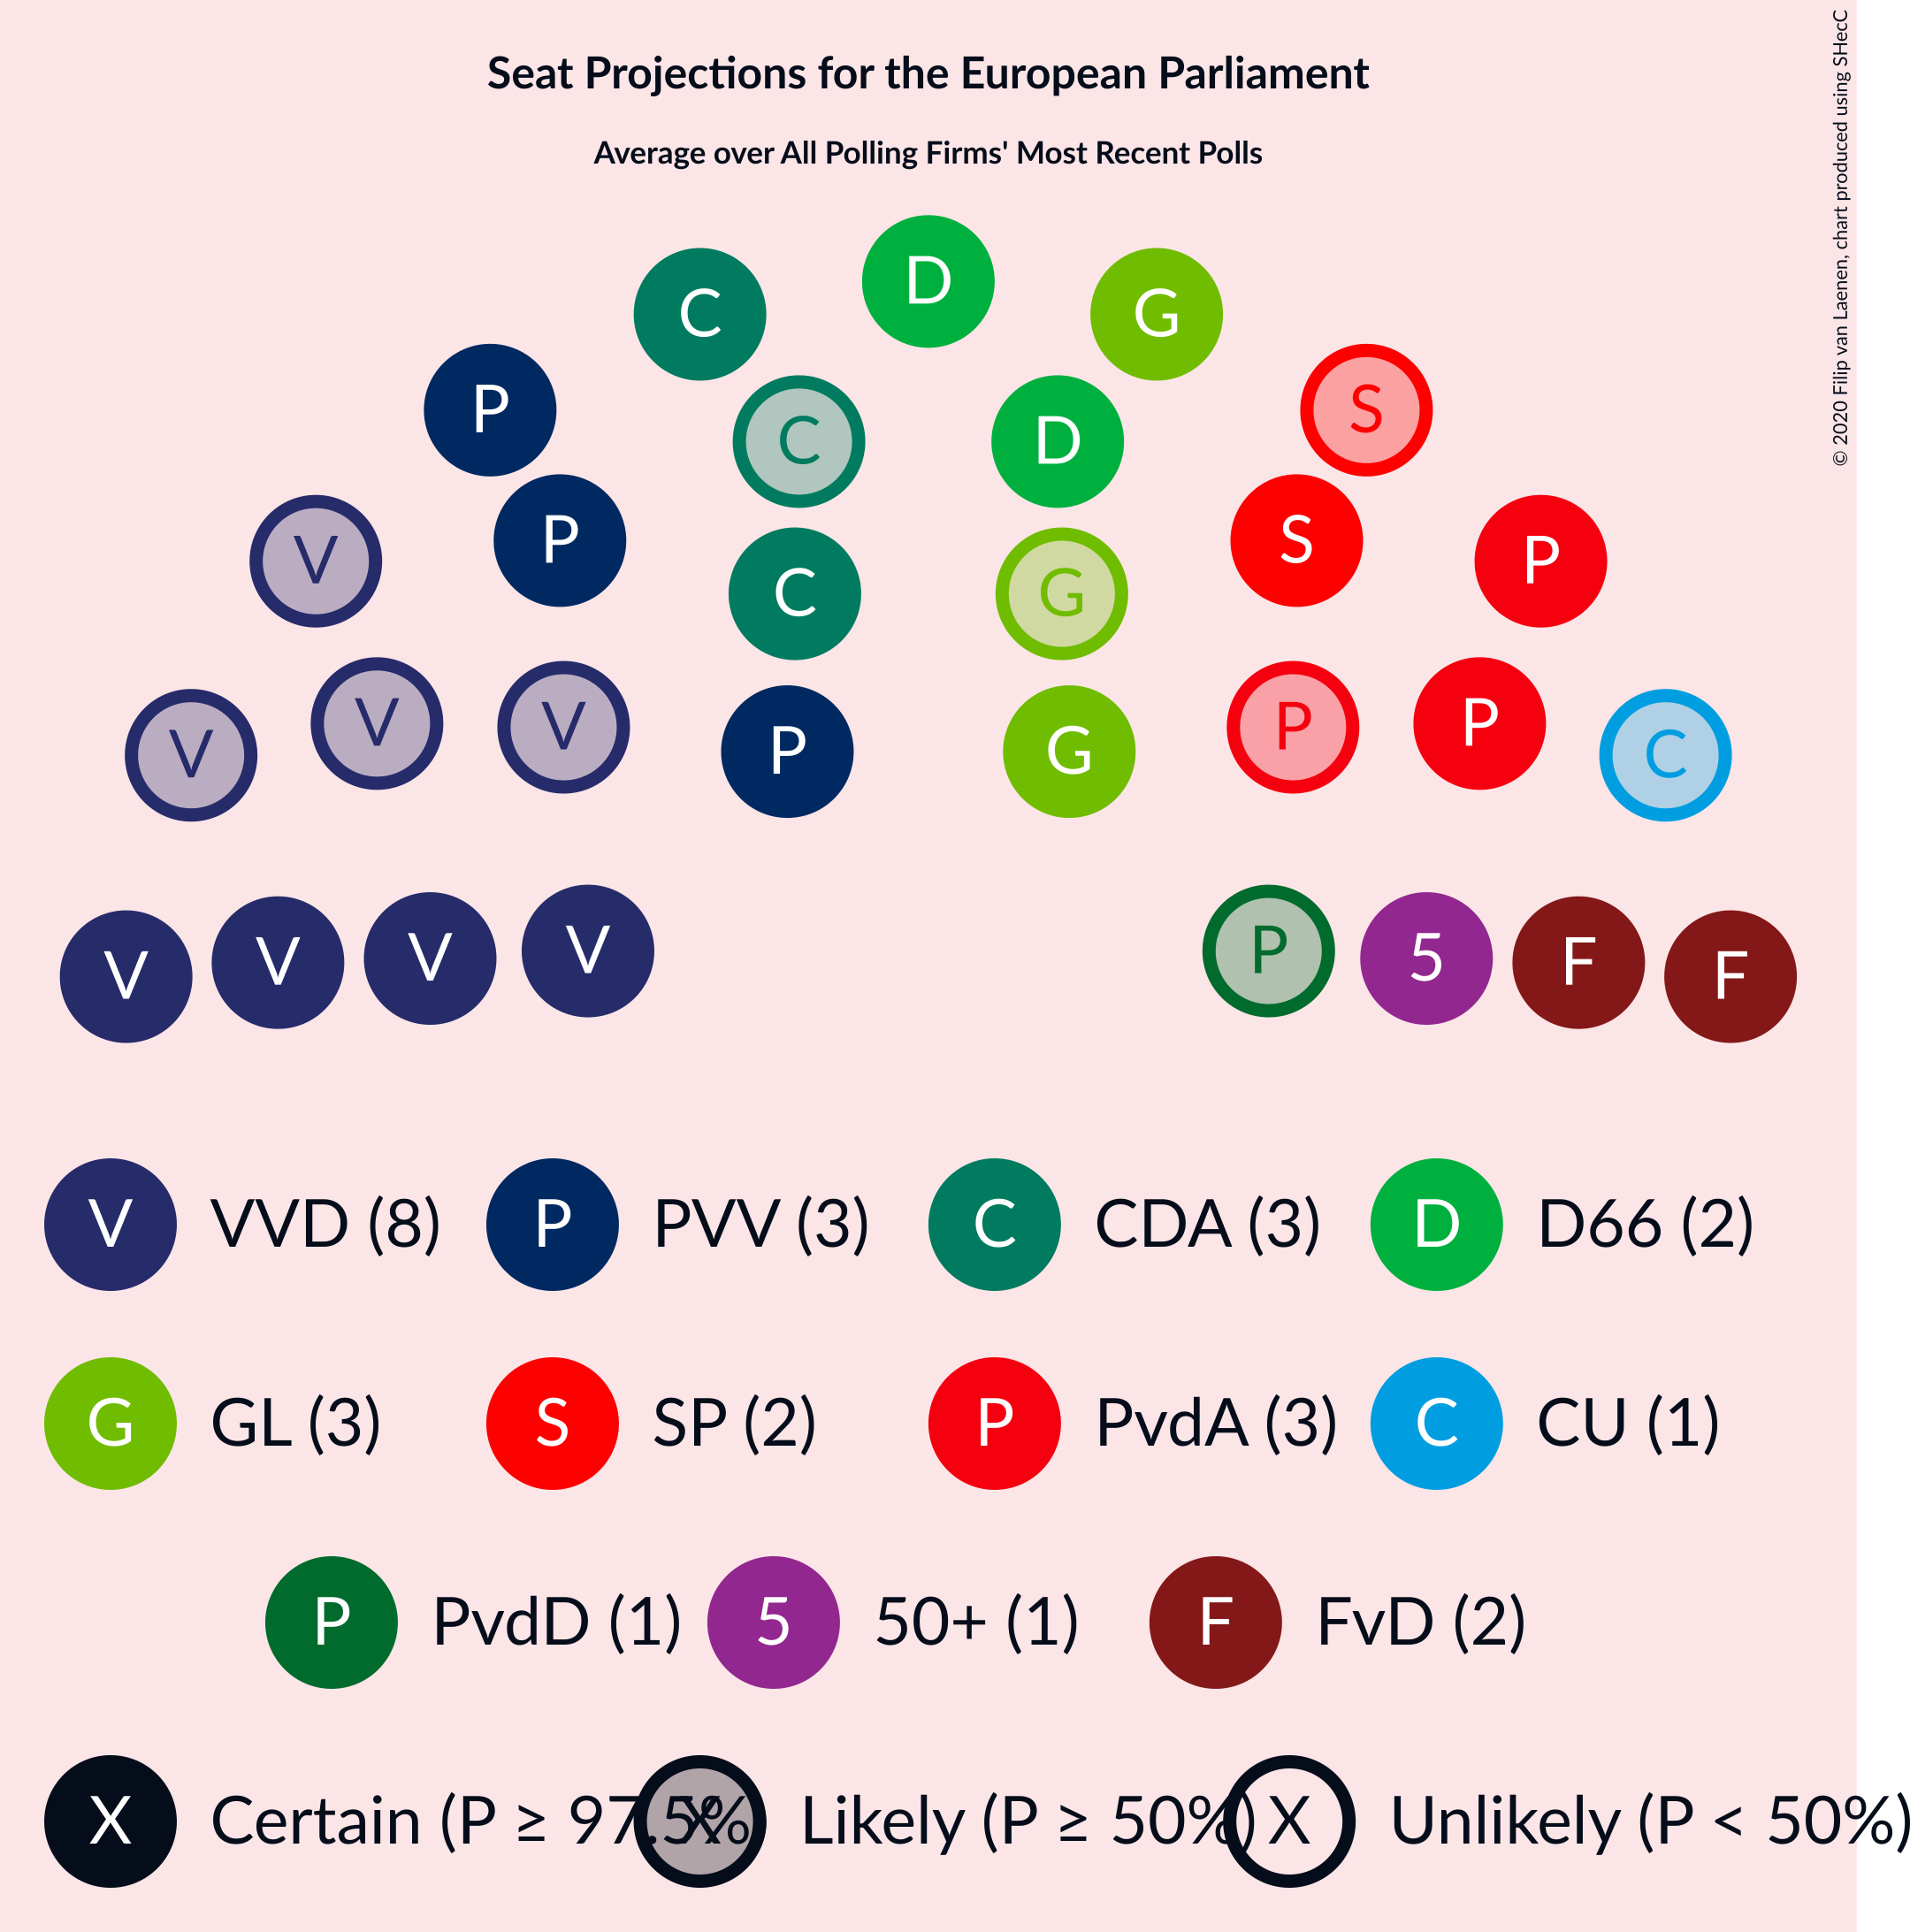 Seat Projections for the European Parliament
Average over All Polling Firms' Most Recent Polls
© 2020 Filip van Laenen, chart produced using SHecC
D
C
G
P
S
C
D
P
S
V
P
C
G
V
V
P
P
V
P
G
V
C
V
V
V
V
P
5
F
F
V VVD (8) P PVV (3) C CDA (3) D D66 (2)
G GL (3) S SP (2) P PvdA (3) C CU (1)
P PvdD (1) 5 50+ (1) F FvD (2)
X Certain (P ≥ 97.5% X Likely (P ≥ 50%) X Unlikely (P < 50%)